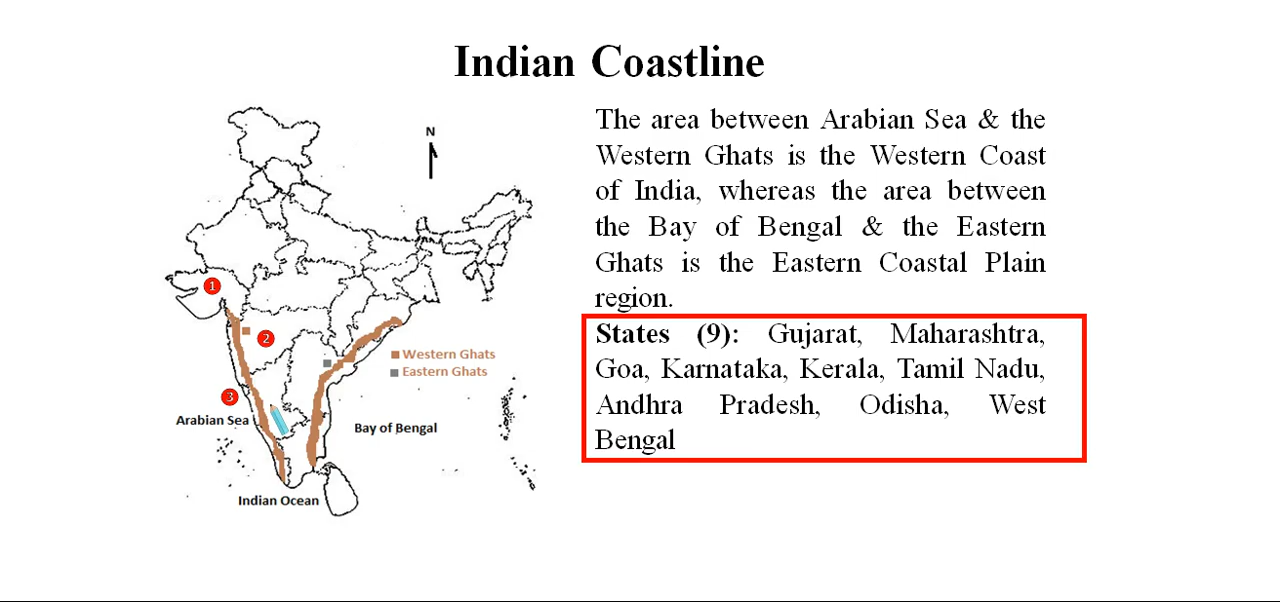 Indian Coastline
The area between Arabian Sea & the
Western Ghats is the Western Coast
of India, whereas the area between
the Bay of Bengal & the Eastern
Ghats is the Eastern Coastal Plain
region.
States (9): Gujarat, Maharashtra,
Goa, Karnataka, Kerala, Tamil Nadu,
Andhra Pradesh, Odisha, West
Bengal
N
1
2
Western Ghats
Eastern Ghats
3
Arabian Sea
Bay of Bengal
Indian Ocean